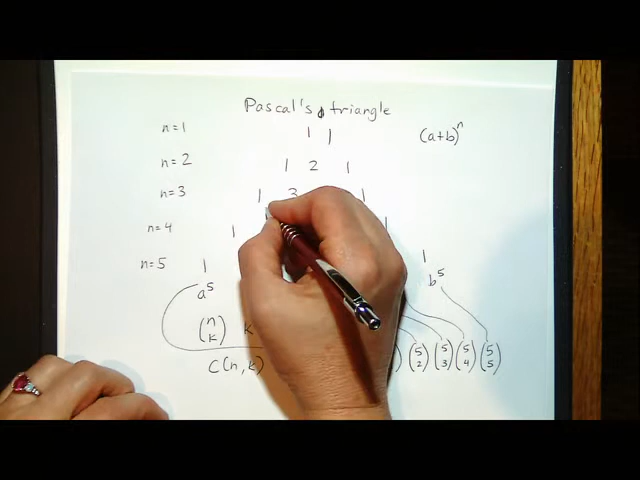 Pascal's triangle
n=1 1 1 (a+b)^n
n=2 1 2 1
n=3 1 3 1
n=4 1
n=5 1 1
a^5 b^5
(n k) k
C(n,k) (5 2) (5 3) (5 4) (5 5)